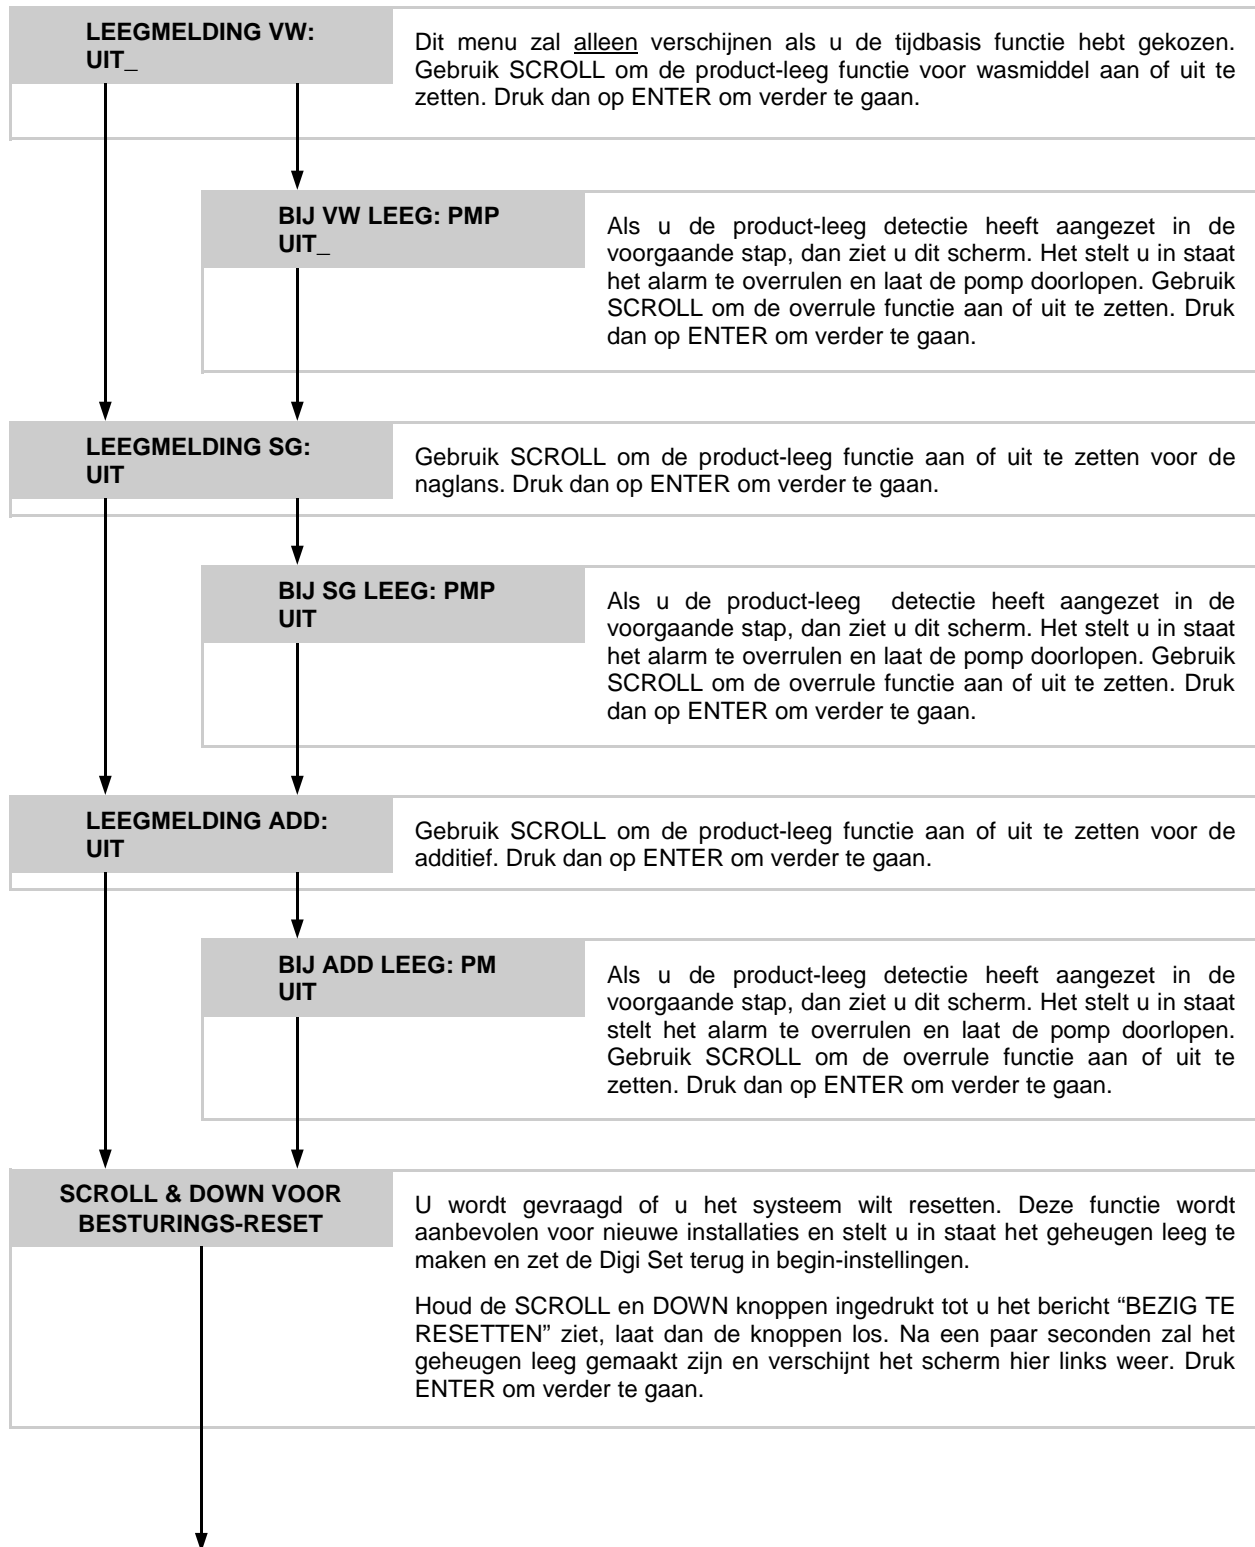 LEEGMELDING VW:
UIT_
Dit menu zal alleen verschijnen als u de tijdbasis functie hebt gekozen.
Gebruik SCROLL om de product-leeg functie voor wasmiddel aan of uit te
zetten. Druk dan op ENTER om verder te gaan.
BIJ VW LEEG: PMP
UIT_
Als u de product-leeg detectie heeft aangezet in de
voorgaande stap, dan ziet u dit scherm. Het stelt u in staat
het alarm te overrulen en laat de pomp doorlopen. Gebruik
SCROLL om de overrule functie aan of uit te zetten. Druk
dan op ENTER om verder te gaan.
LEEGMELDING SG:
UIT
Gebruik SCROLL om de product-leeg functie aan of uit te zetten voor de
naglans. Druk dan op ENTER om verder te gaan.
BIJ SG LEEG: PMP
UIT
Als u de product-leeg detectie heeft aangezet in de
voorgaande stap, dan ziet u dit scherm. Het stelt u in staat
het alarm te overrulen en laat de pomp doorlopen. Gebruik
SCROLL om de overrule functie aan of uit te zetten. Druk
dan op ENTER om verder te gaan.
LEEGMELDING ADD:
UIT
Gebruik SCROLL om de product-leeg functie aan of uit te zetten voor de
additief. Druk dan op ENTER om verder te gaan.
BIJ ADD LEEG: PM
UIT
Als u de product-leeg detectie heeft aangezet in de
voorgaande stap, dan ziet u dit scherm. Het stelt u in staat
stelt het alarm te overrulen en laat de pomp doorlopen.
Gebruik SCROLL om de overrule functie aan of uit te
zetten. Druk dan op ENTER om verder te gaan.
SCROLL & DOWN VOOR
BESTURINGS-RESET
U wordt gevraagd of u het systeem wilt resetten. Deze functie wordt
aanbevolen voor nieuwe installaties en stelt u in staat het geheugen leeg te
maken en zet de Digi Set terug in begin-instellingen.
Houd de SCROLL en DOWN knoppen ingedrukt tot u het bericht “BEZIG TE
RESETTEN” ziet, laat dan de knoppen los. Na een paar seconden zal het
geheugen leeg gemaakt zijn en verschijnt het scherm hier links weer. Druk
ENTER om verder te gaan.